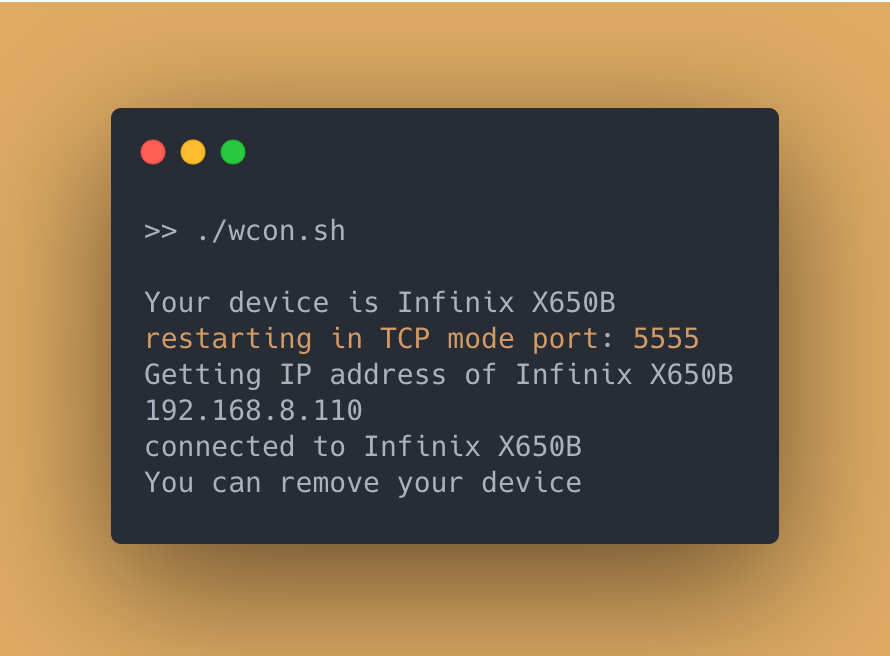 >> ./wcon.sh
Your device is Infinix X650B
restarting in TCP mode port: 5555
Getting IP address of Infinix X650B
192.168.8.110
connected to Infinix X650B
You can remove your device